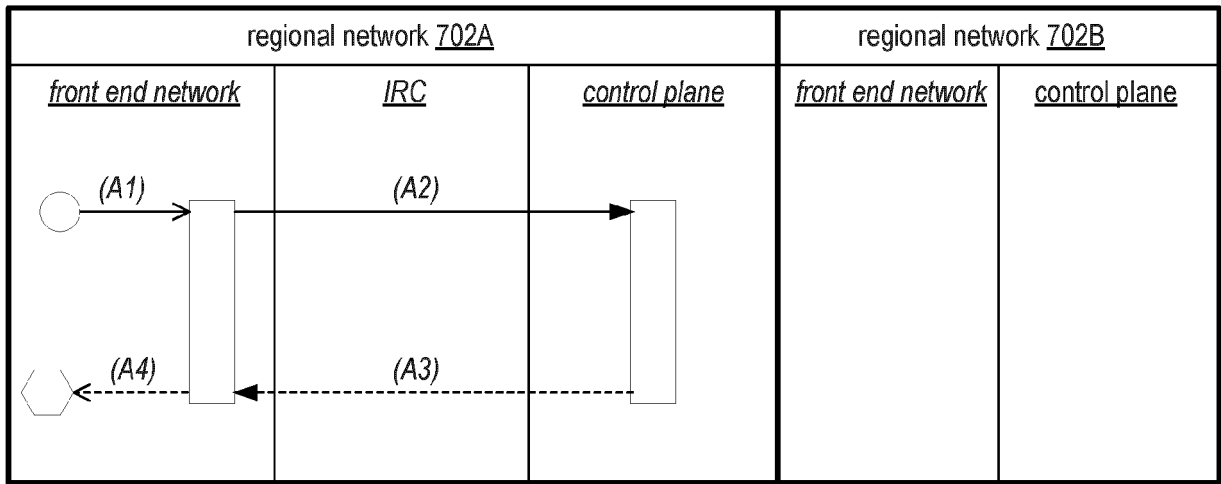 regional network 702A
regional network 702B
front end network
IRC
control plane
front end network
control plane
(A1)
(A2)
(A4)
(A3)